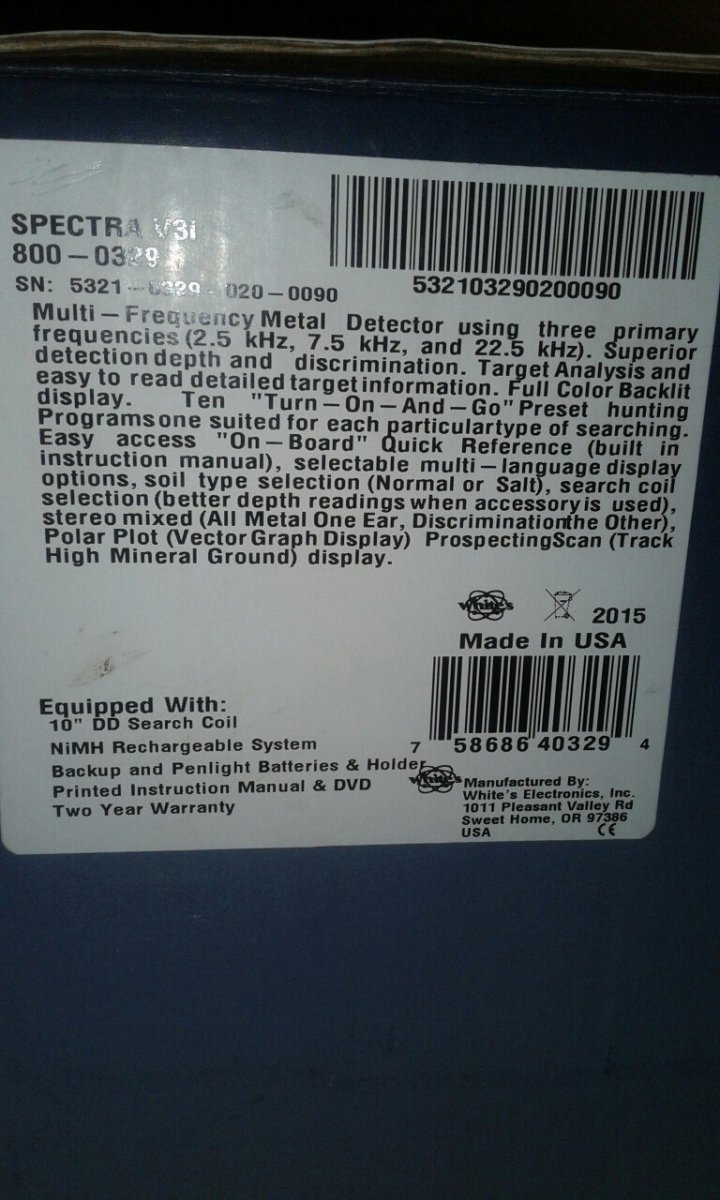 SPECTRA V3i
800-0329
SN: 5321-0329-020-0090
532103290200090
Multi-Frequency Metal Detector using three primary
frequencies (2.5 kHz, 7.5 kHz, and 22.5 kHz). Superior
detection depth and discrimination. Target Analysis and
easy to read detailed target information. Full Color Backlit
display. Ten "Turn-On-And-Go" Preset hunting
Programsone suited for each particulartype of searching.
Easy access "On-Board" Quick Reference (built in
instruction manual), selectable multi-language display
options, soil type selection (Normal or Salt), search coil
selection (better depth readings when accessory is used),
stereo mixed (All Metal One Ear, Discriminationthe Other),
Polar Plot (Vector Graph Display) ProspectingScan (Track
High Mineral Ground) display.
White's
2015
Made In USA
7 58686 40329 4
Equipped With:
10" DD Search Coil
NiMH Rechargeable System
Backup and Penlight Batteries & Holder
Printed Instruction Manual & DVD
Two Year Warranty
White's
Manufactured By:
White's Electronics, Inc.
1011 Pleasant Valley Rd
Sweet Home, OR 97386
USA CE